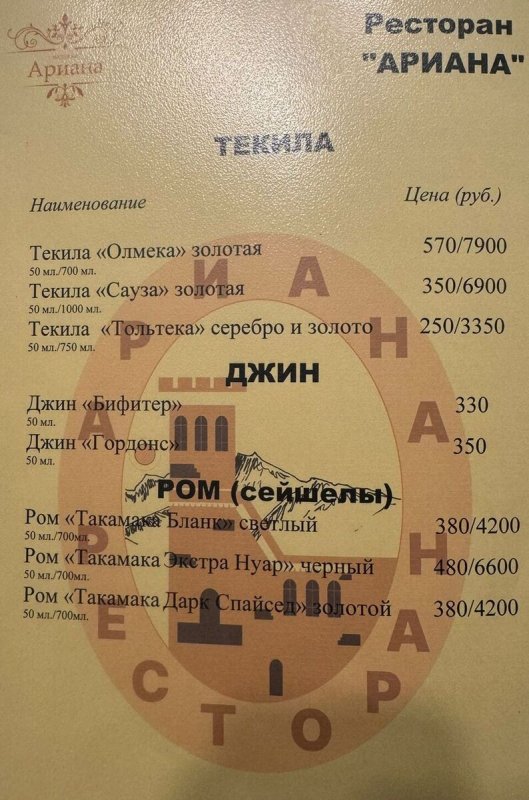 Ариана
Ресторан
"АРИАНА"
ТЕКИЛА
Наименование Цена (руб.)
Текила «Олмека» золотая 570/7900
50 мл./700 мл.
Текила «Сауза» золотая 350/6900
50 мл./1000 мл.
Текила «Тольтека» серебро и золото 250/3350
50 мл./750 мл.
ДЖИН
Джин «Бифитер» 330
50 мл.
Джин «Гордонс» 350
50 мл.
РОМ (сейшелы)
Ром «Такамака Бланк» светлый 380/4200
50 мл./700мл.
Ром «Такамака Экстра Нуар» черный 480/6600
50 мл./700мл.
Ром «Такамака Дарк Спайсед» золотой 380/4200
50 мл./700мл.
АРИАНА
РЕСТОРАН